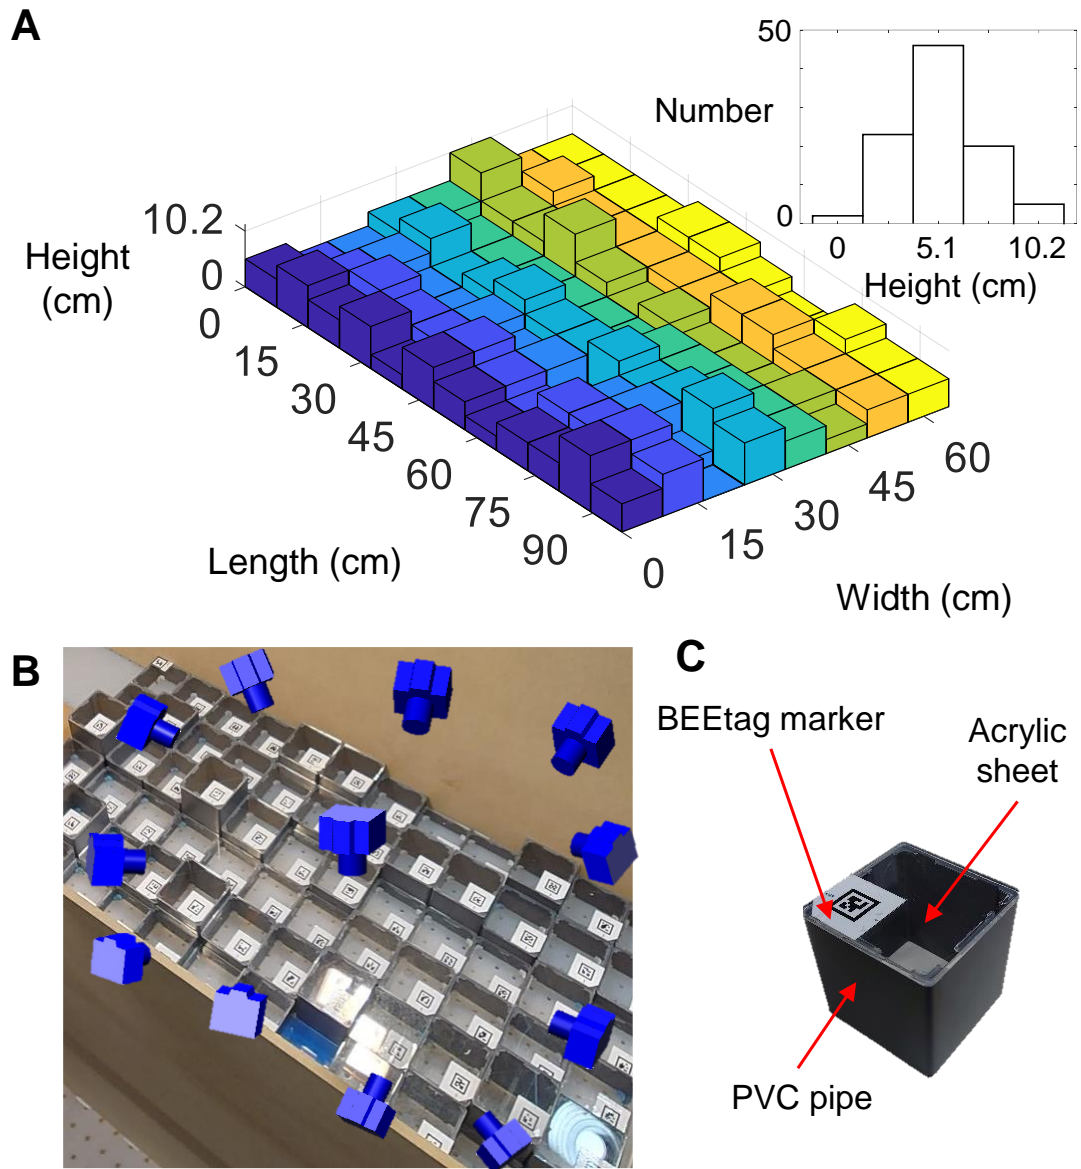 A
50
Number
0
0
5.1
10.2
Height (cm)
10.2
Height
(cm)
0
0
15
30
45
60
75
90
Length (cm)
0
15
30
45
60
Width (cm)
B
C
BEEtag marker
Acrylic
sheet
PVC pipe